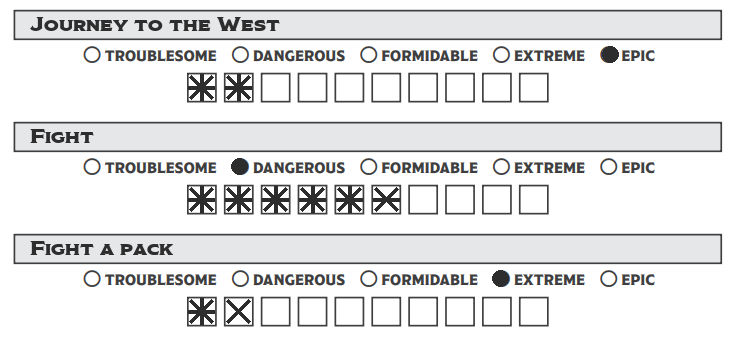 Journey to the West
TROUBLESOME DANGEROUS FORMIDABLE EXTREME EPIC
Fight
TROUBLESOME DANGEROUS FORMIDABLE EXTREME EPIC
Fight a pack
TROUBLESOME DANGEROUS FORMIDABLE EXTREME EPIC